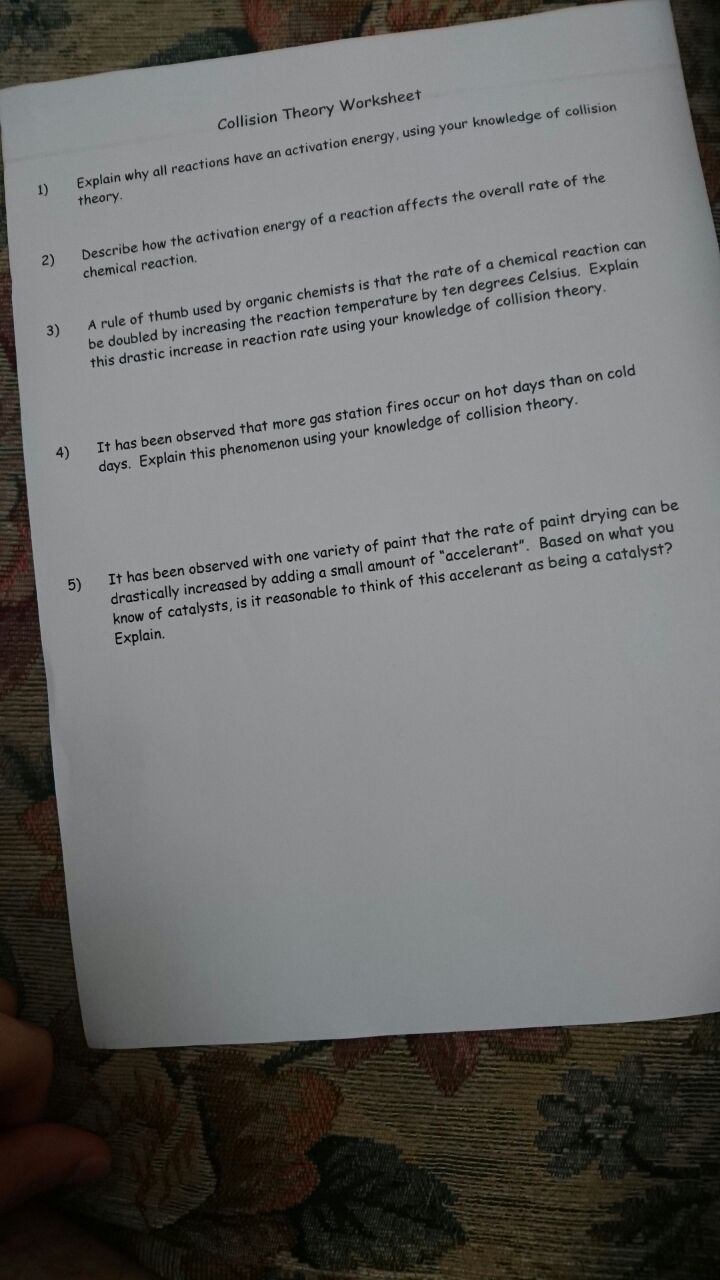 Collision Theory Worksheet
1) Explain why all reactions have an activation energy, using your knowledge of collision
theory.
2) Describe how the activation energy of a reaction affects the overall rate of the
chemical reaction.
3) A rule of thumb used by organic chemists is that the rate of a chemical reaction can
be doubled by increasing the reaction temperature by ten degrees Celsius. Explain
this drastic increase in reaction rate using your knowledge of collision theory.
4) It has been observed that more gas station fires occur on hot days than on cold
days. Explain this phenomenon using your knowledge of collision theory.
5) It has been observed with one variety of paint that the rate of paint drying can be
drastically increased by adding a small amount of "accelerant". Based on what you
know of catalysts, is it reasonable to think of this accelerant as being a catalyst?
Explain.